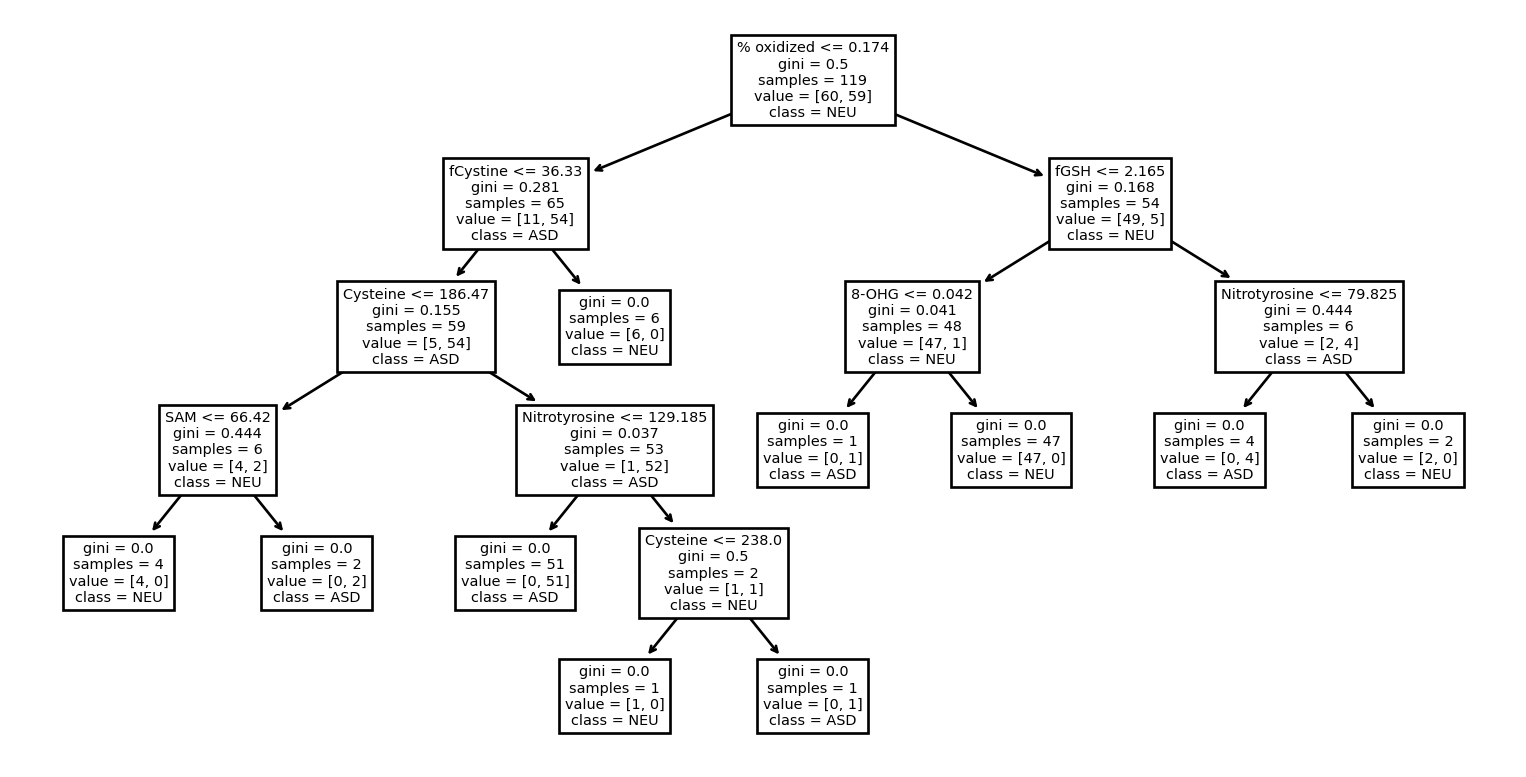 % oxidized <= 0.174
gini = 0.5
samples = 119
value = [60, 59]
class = NEU
fCystine <= 36.33
gini = 0.281
samples = 65
value = [11, 54]
class = ASD
fGSH <= 2.165
gini = 0.168
samples = 54
value = [49, 5]
class = NEU
Cysteine <= 186.47
gini = 0.155
samples = 59
value = [5, 54]
class = ASD
gini = 0.0
samples = 6
value = [6, 0]
class = NEU
8-OHG <= 0.042
gini = 0.041
samples = 48
value = [47, 1]
class = NEU
Nitrotyrosine <= 79.825
gini = 0.444
samples = 6
value = [2, 4]
class = ASD
SAM <= 66.42
gini = 0.444
samples = 6
value = [4, 2]
class = NEU
Nitrotyrosine <= 129.185
gini = 0.037
samples = 53
value = [1, 52]
class = ASD
gini = 0.0
samples = 1
value = [0, 1]
class = ASD
gini = 0.0
samples = 47
value = [47, 0]
class = NEU
gini = 0.0
samples = 4
value = [0, 4]
class = ASD
gini = 0.0
samples = 2
value = [2, 0]
class = NEU
gini = 0.0
samples = 4
value = [4, 0]
class = NEU
gini = 0.0
samples = 2
value = [0, 2]
class = ASD
gini = 0.0
samples = 51
value = [0, 51]
class = ASD
Cysteine <= 238.0
gini = 0.5
samples = 2
value = [1, 1]
class = NEU
gini = 0.0
samples = 1
value = [1, 0]
class = NEU
gini = 0.0
samples = 1
value = [0, 1]
class = ASD